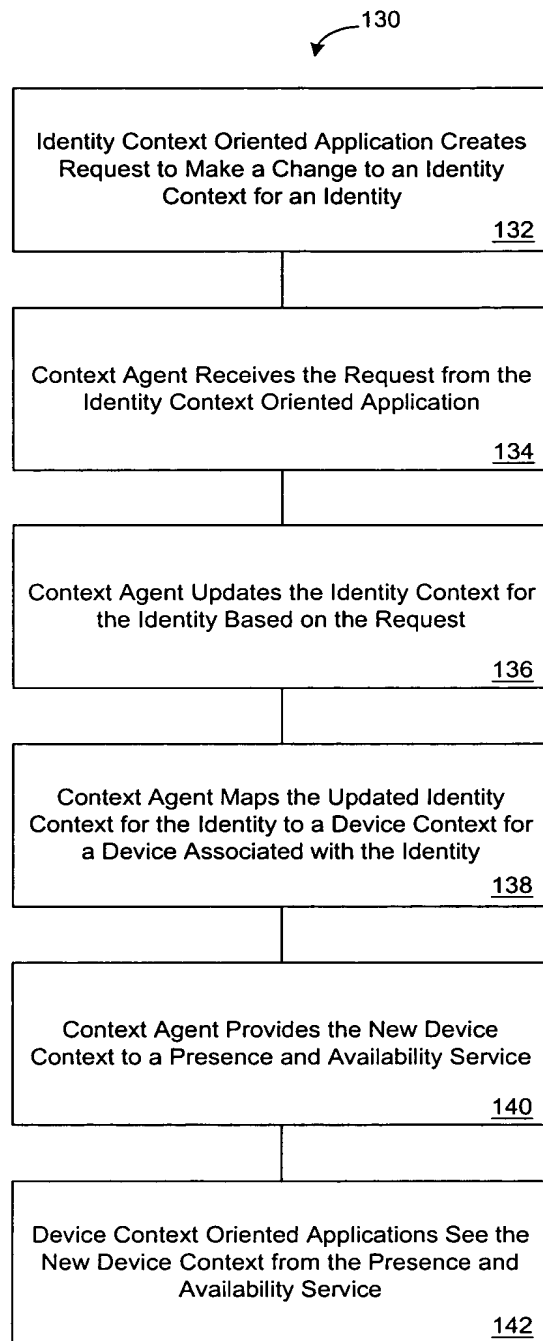 130
Identity Context Oriented Application Creates
Request to Make a Change to an Identity
Context for an Identity
132
Context Agent Receives the Request from the
Identity Context Oriented Application
134
Context Agent Updates the Identity Context for
the Identity Based on the Request
136
Context Agent Maps the Updated Identity
Context for the Identity to a Device Context for
a Device Associated with the Identity
138
Context Agent Provides the New Device
Context to a Presence and Availability Service
140
Device Context Oriented Applications See the
New Device Context from the Presence and
Availability Service
142